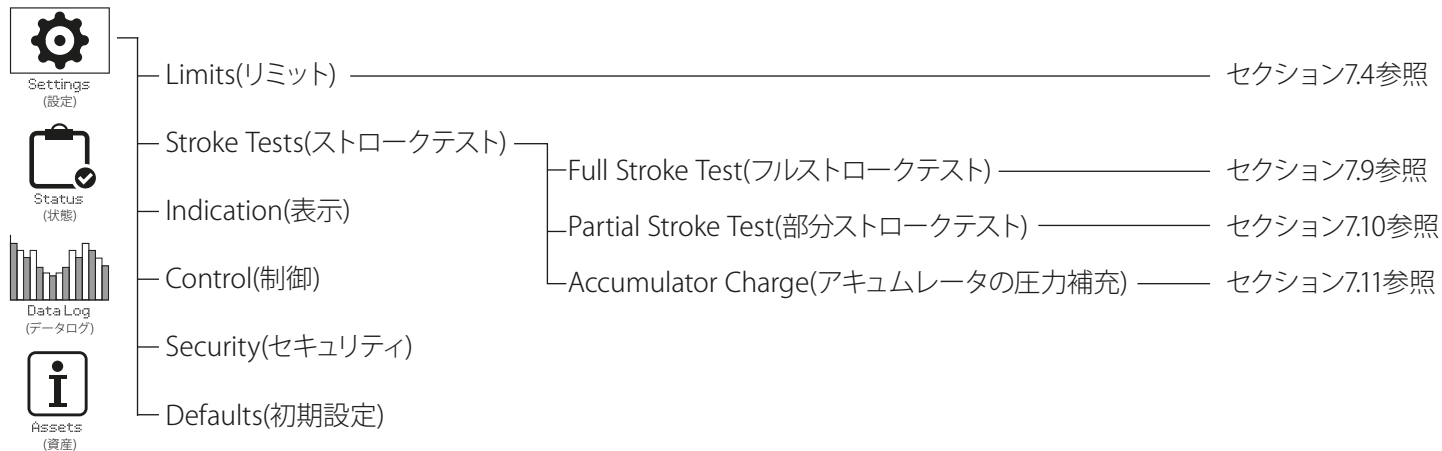 Settings
(設定)
Status
(状態)
Data Log
(データログ)
Assets
(資産)
Limits(リミット)
セクション7.4参照
Stroke Tests(ストロークテスト)
Full Stroke Test(フルストロークテスト)
セクション7.9参照
Partial Stroke Test(部分ストロークテスト)
セクション7.10参照
Accumulator Charge(アキュムレータの圧力補充)
セクション7.11参照
Indication(表示)
Control(制御)
Security(セキュリティ)
Defaults(初期設定)